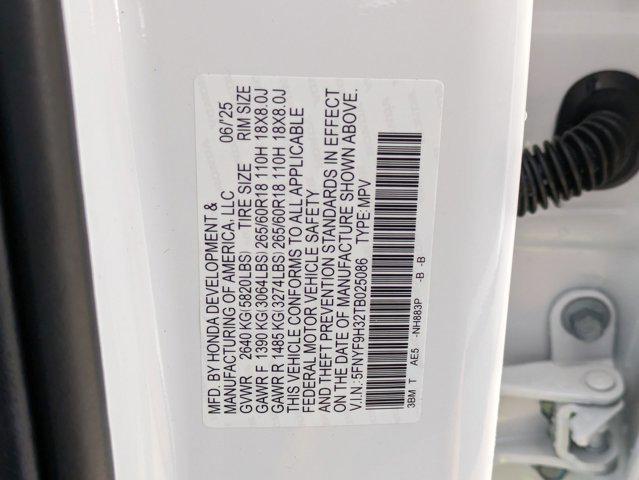 MFD. BY HONDA DEVELOPMENT &
MANUFACTURING OF AMERICA, LLC 06/'25
GVWR 2640 KG(5820LBS) TIRE SIZE RIM SIZE
GAWR F 1390 KG(3064LBS) 265/60R18 110H 18X8.0J
GAWR R 1485 KG(3274LBS) 265/60R18 110H 18X8.0J
THIS VEHICLE CONFORMS TO ALL APPLICABLE
FEDERAL MOTOR VEHICLE SAFETY
AND THEFT PREVENTION STANDARDS IN EFFECT
ON THE DATE OF MANUFACTURE SHOWN ABOVE.
V.I.N.: 5FNYF9H32TB025086 TYPE: MPV
3BM T AE5 -NH883P -B -B